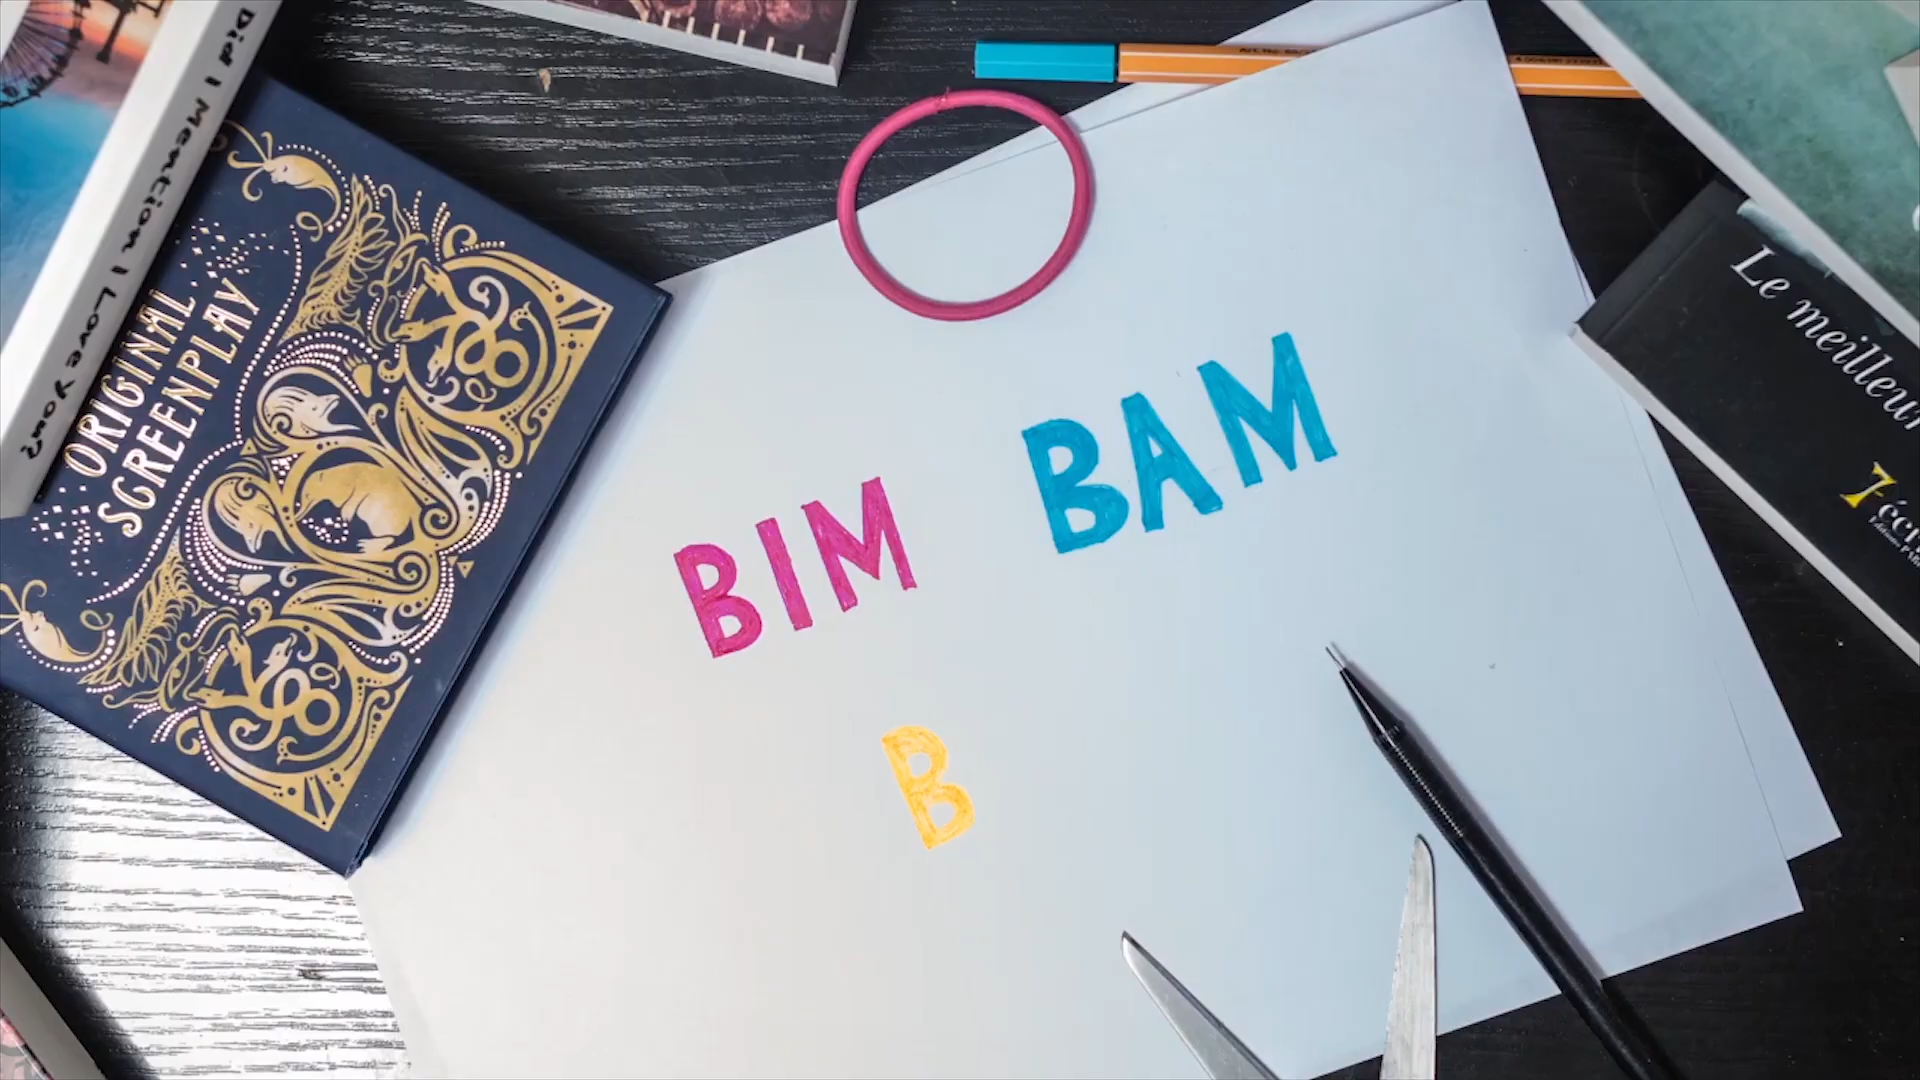 Did I Mention I Love You?
ORIGINAL
SCREENPLAY
BIM BAM
B
Le meilleur
7